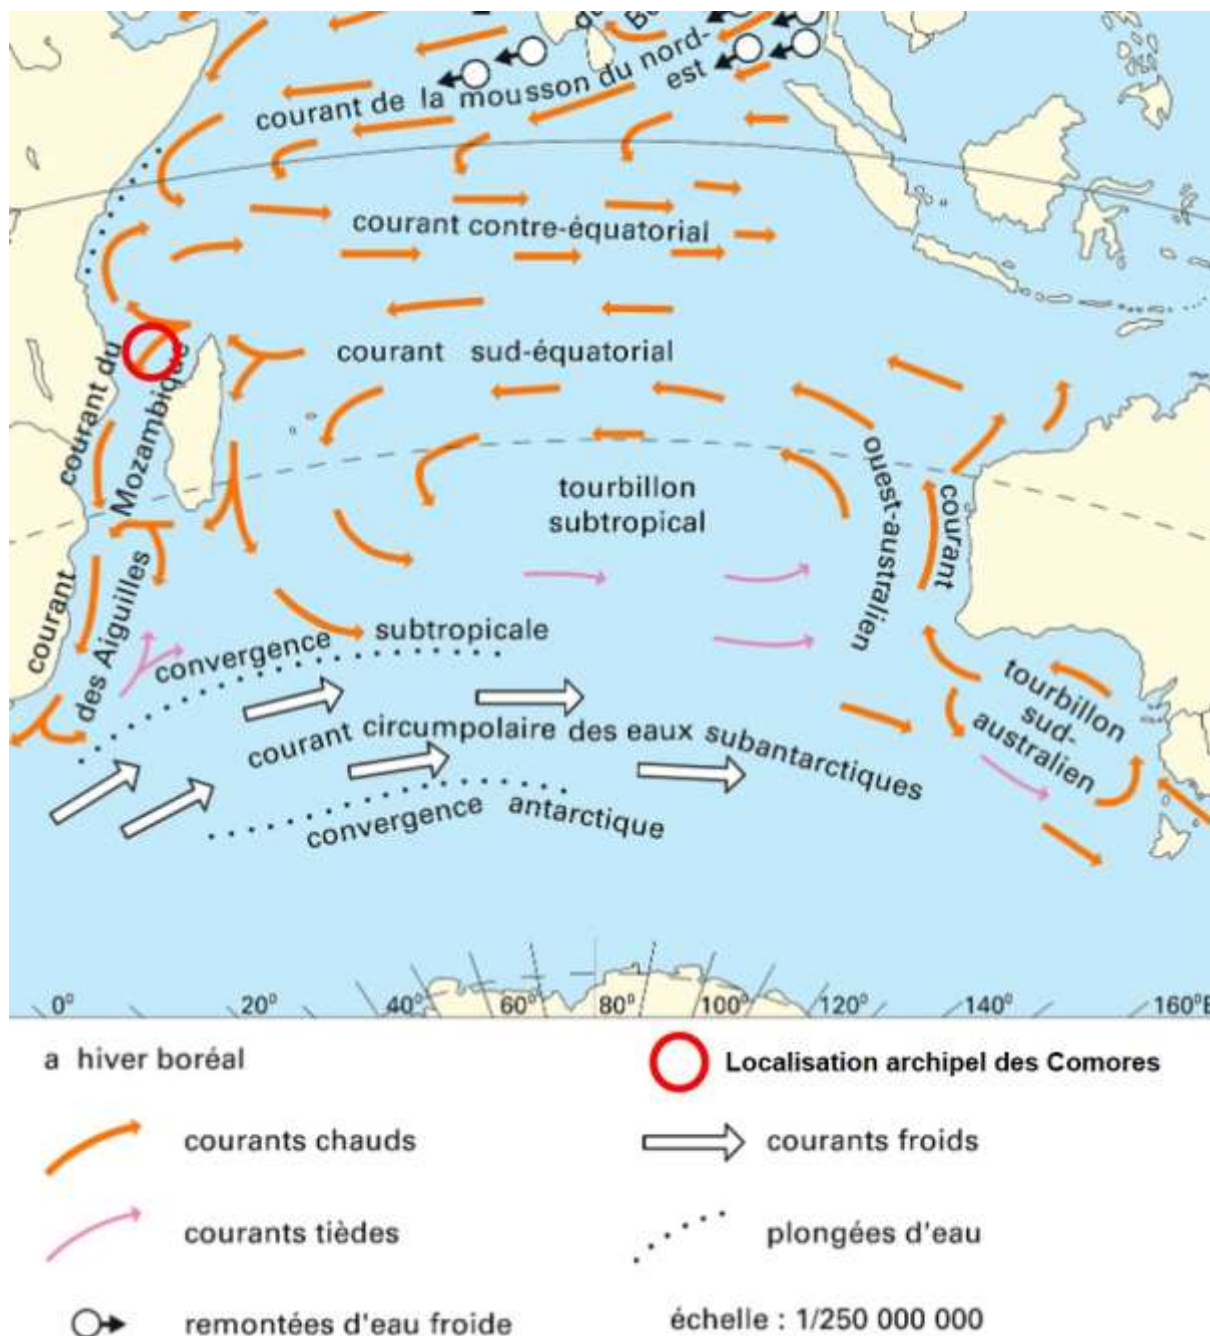 courant de la mousson du nord-
est
courant contre-équatorial
courant sud-équatorial
courant du
Mozambique
tourbillon
subtropical
ouest-australien
courant
courant
des Aiguilles
convergence subtropicale
courant circumpolaire des eaux subantarctiques
convergence antarctique
tourbillon
sud-
australien
0° 20° 40° 60° 80° 100° 120° 140° 160°E
a hiver boréal
Localisation archipel des Comores
courants chauds
courants froids
courants tièdes
plongées d'eau
remontées d'eau froide
échelle : 1/250 000 000